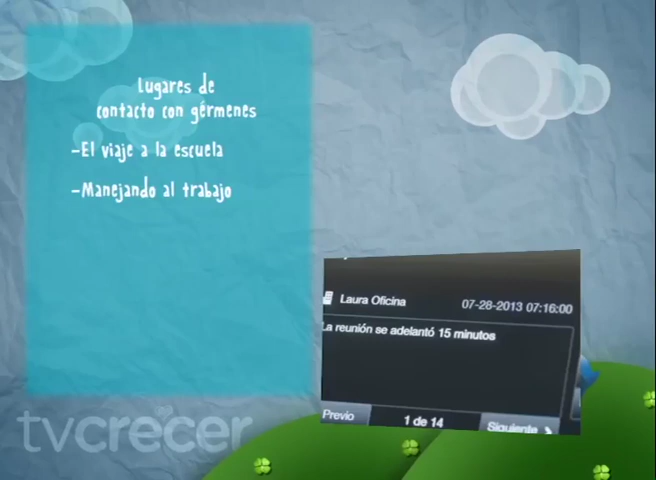 Lugares de
contacto con gérmenes
-El viaje a la escuela
-Manejando al trabajo
Laura Oficina 07-28-2013 07:16:00
La reunión se adelantó 15 minutos
Previo 1 de 14 Siguiente
tvcrecer